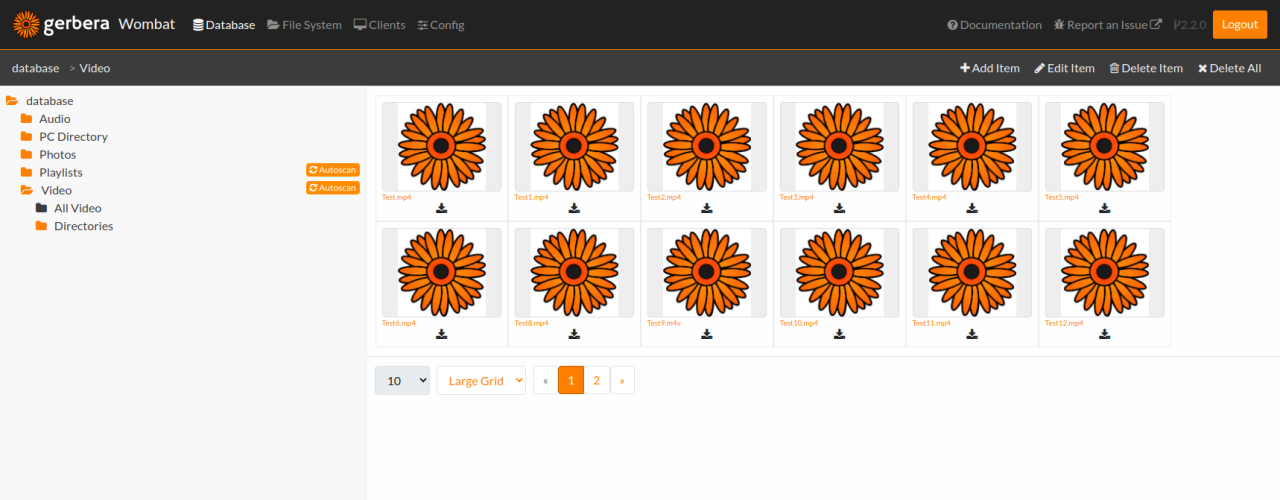 gerbera Wombat Database File System Clients Config Documentation Report an Issue 2.2.0 Logout
database > Video Add Item Edit Item Delete Item Delete All
database
Audio
PC Directory
Photos
Playlists Autoscan
Video Autoscan
All Video
Directories
Test.mp4 Test1.mp4 Test2.mp4 Test3.mp4 Test4.mp4 Test5.mp4
Test6.mp4 Test8.mp4 Test9.m4v Test10.mp4 Test11.mp4 Test12.mp4
10 Large Grid « 1 2 »